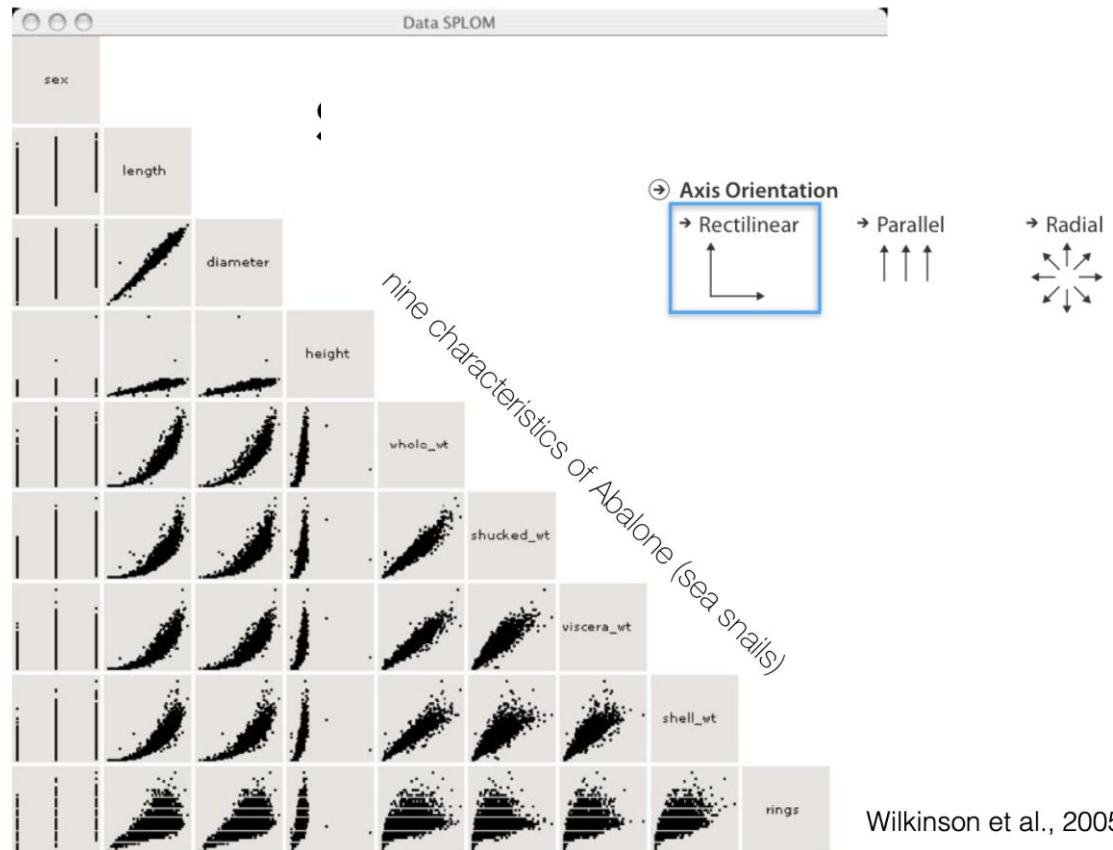 Data SPLOM
sex
length
diameter
height
whole_wt
shucked_wt
viscera_wt
shell_wt
rings
nine characteristics of Abalone (sea snails)
Axis Orientation
Rectilinear
Parallel
Radial
Wilkinson et al., 2005